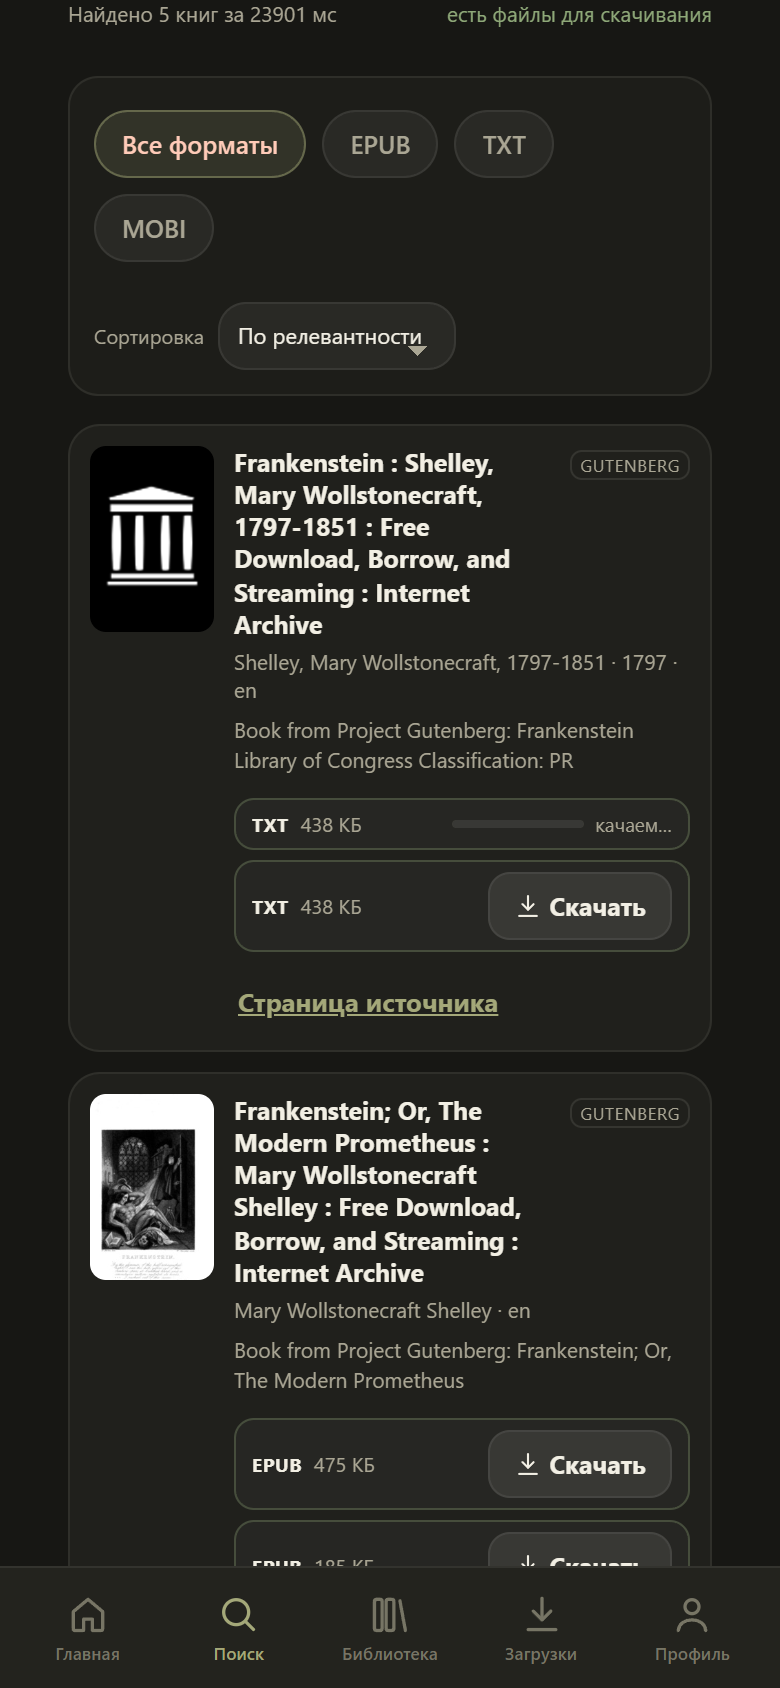 Найдено 5 книг за 23901 мс
есть файлы для скачивания
Все форматы
EPUB
TXT
MOBI
Сортировка
По релевантности
Frankenstein : Shelley,
Mary Wollstonecraft,
1797-1851 : Free
Download, Borrow, and
Streaming : Internet
Archive
GUTENBERG
Shelley, Mary Wollstonecraft, 1797-1851 · 1797 ·
en
Book from Project Gutenberg: Frankenstein
Library of Congress Classification: PR
TXT 438 КБ
качаем...
TXT 438 КБ
Скачать
Страница источника
Frankenstein; Or, The
Modern Prometheus :
Mary Wollstonecraft
Shelley : Free Download,
Borrow, and Streaming :
Internet Archive
GUTENBERG
Mary Wollstonecraft Shelley · en
Book from Project Gutenberg: Frankenstein; Or,
The Modern Prometheus
EPUB 475 КБ
Скачать
EPUB 185 КБ
Скачать
Главная
Поиск
Библиотека
Загрузки
Профиль